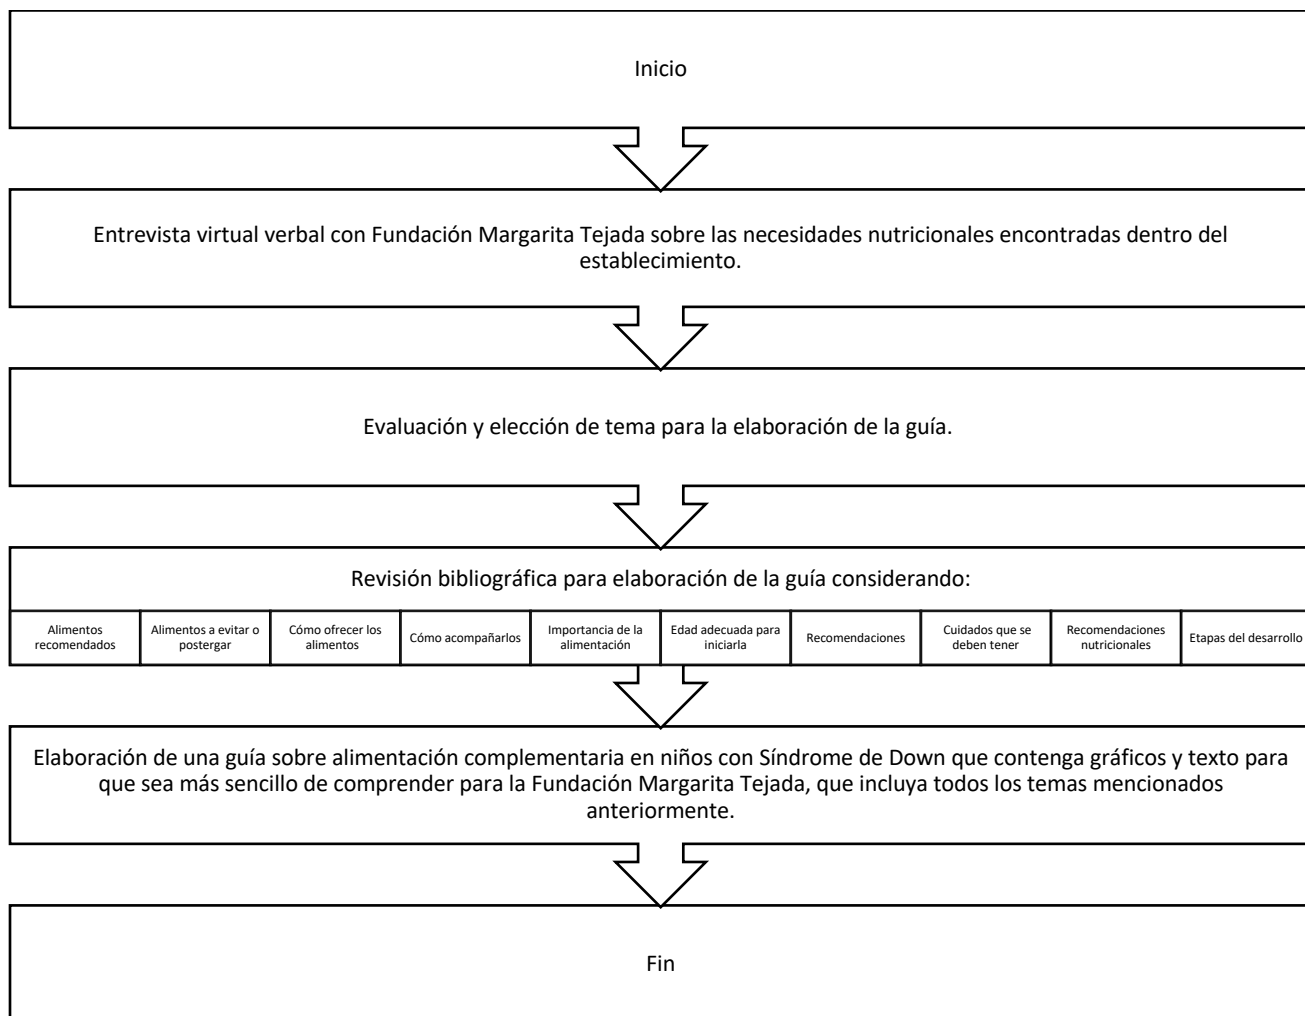 Inicio
Entrevista virtual verbal con Fundación Margarita Tejada sobre las necesidades nutricionales encontradas dentro del
establecimiento.
Evaluación y elección de tema para la elaboración de la guía.
Revisión bibliográfica para elaboración de la guía considerando:
Alimentos
recomendados
Alimentos a evitar o
postergar
Cómo ofrecer los
alimentos
Cómo acompañarlos
Importancia de la
alimentación
Edad adecuada para
iniciarla
Recomendaciones
Cuidados que se
deben tener
Recomendaciones
nutricionales
Etapas del desarrollo
Elaboración de una guía sobre alimentación complementaria en niños con Síndrome de Down que contenga gráficos y texto para
que sea más sencillo de comprender para la Fundación Margarita Tejada, que incluya todos los temas mencionados
anteriormente.
Fin